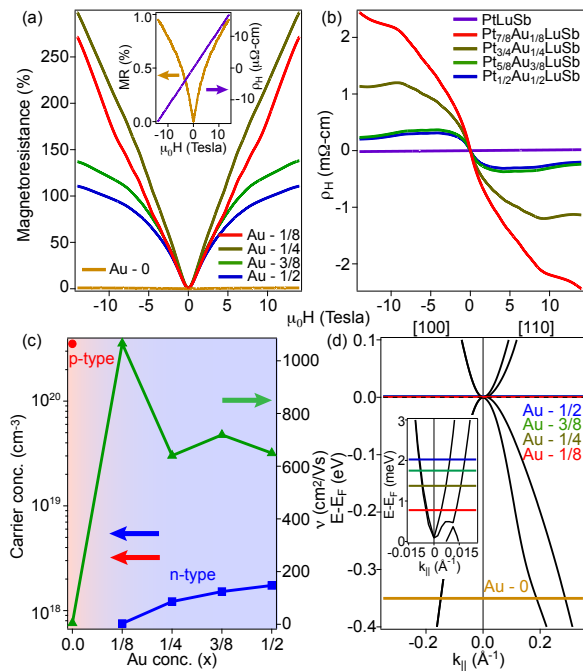 (a)
Magnetoresistance (%)
250
200
150
100
50
0
MR (%)
1.0
0.5
0.0
ρH (μΩ-cm)
10
0
-10
-10 0 10
μ0H (Tesla)
Au - 0
Au - 1/8
Au - 1/4
Au - 3/8
Au - 1/2
-10 -5 0 5 10
(b)
ρH (mΩ-cm)
2
1
0
-1
-2
PtLuSb
Pt7/8Au1/8LuSb
Pt3/4Au1/4LuSb
Pt5/8Au3/8LuSb
Pt1/2Au1/2LuSb
-10 -5 0 5 10
μ0H (Tesla)
(c)
Carrier conc. (cm-3)
10^20
10^19
10^18
p-type
n-type
ν (cm2/Vs)
1000
800
600
400
200
0
0.0 1/8 1/4 3/8 1/2
Au conc. (x)
[100] [110]
(d)
E-EF (eV)
0.1
0.0
-0.1
-0.2
-0.3
-0.4
Au - 1/2
Au - 3/8
Au - 1/4
Au - 1/8
E-EF (meV)
4
3
2
1
0
-0.015 0 0.015
k|| (Å-1)
Au - 0
-0.2 0.0 0.2
k|| (Å-1)